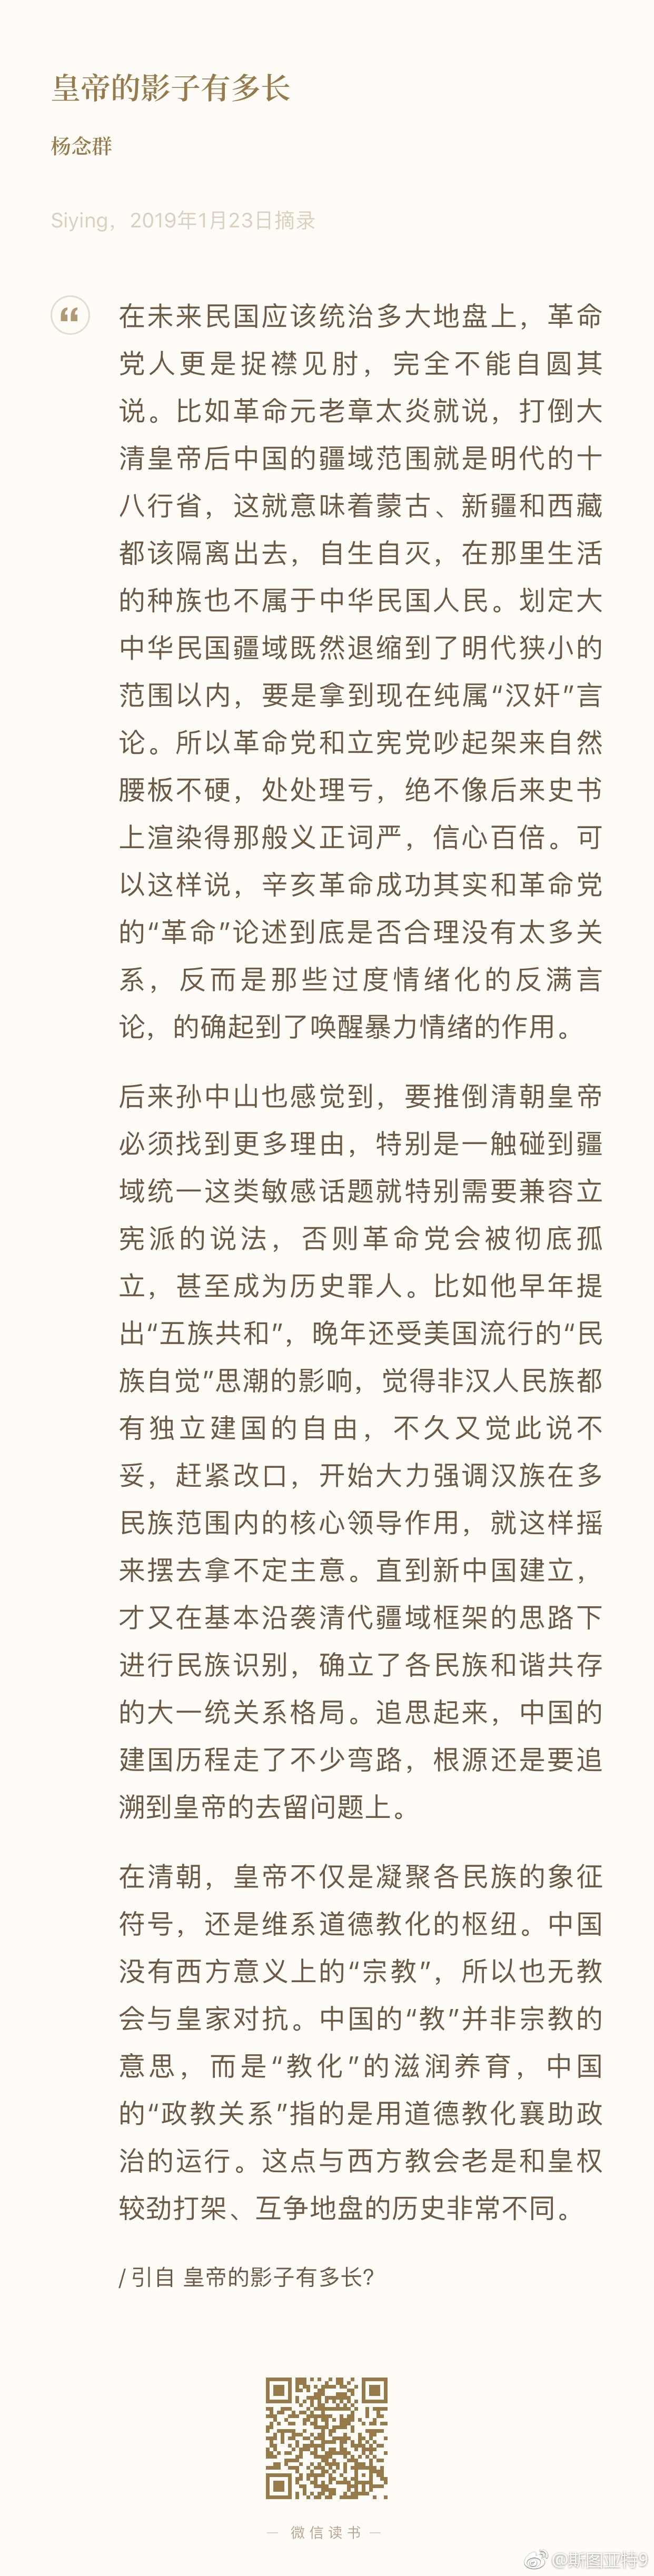 皇帝的影子有多长
杨念群
Siying，2019年1月23日摘录
在未来民国应该统治多大地盘上，革命
党人更是捉襟见肘，完全不能自圆其
说。比如革命元老章太炎就说，打倒大
清皇帝后中国的疆域范围就是明代的十
八行省，这就意味着蒙古、新疆和西藏
都该隔离出去，自生自灭，在那里生活
的种族也不属于中华民国人民。划定大
中华民国疆域既然退缩到了明代狭小的
范围以内，要是拿到现在纯属“汉奸”言
论。所以革命党和立宪党吵起架来自然
腰板不硬，处处理亏，绝不像后来史书
上渲染得那般义正词严，信心百倍。可
以这样说，辛亥革命成功其实和革命党
的“革命”论述到底是否合理没有太多关
系，反而是那些过度情绪化的反满言
论，的确起到了唤醒暴力情绪的作用。
后来孙中山也感觉到，要推倒清朝皇帝
必须找到更多理由，特别是一触碰到疆
域统一这类敏感话题就特别需要兼容立
宪派的说法，否则革命党会被彻底孤
立，甚至成为历史罪人。比如他早年提
出“五族共和”，晚年还受美国流行的“民
族自觉”思潮的影响，觉得非汉人民族都
有独立建国的自由，不久又觉此说不
妥，赶紧改口，开始大力强调汉族在多
民族范围内的核心领导作用，就这样摇
来摆去拿不定主意。直到新中国建立，
才又在基本沿袭清代疆域框架的思路下
进行民族识别，确立了各民族和谐共存
的大一统关系格局。追思起来，中国的
建国历程走了不少弯路，根源还是要追
溯到皇帝的去留问题上。
在清朝，皇帝不仅是凝聚各民族的象征
符号，还是维系道德教化的枢纽。中国
没有西方意义上的“宗教”，所以也无教
会与皇家对抗。中国的“教”并非宗教的
意思，而是“教化”的滋润养育，中国
的“政教关系”指的是用道德教化襄助政
治的运行。这点与西方教会老是和皇权
较劲打架、互争地盘的历史非常不同。
/ 引自 皇帝的影子有多长?
— 微信读书 —
@斯图亚特9